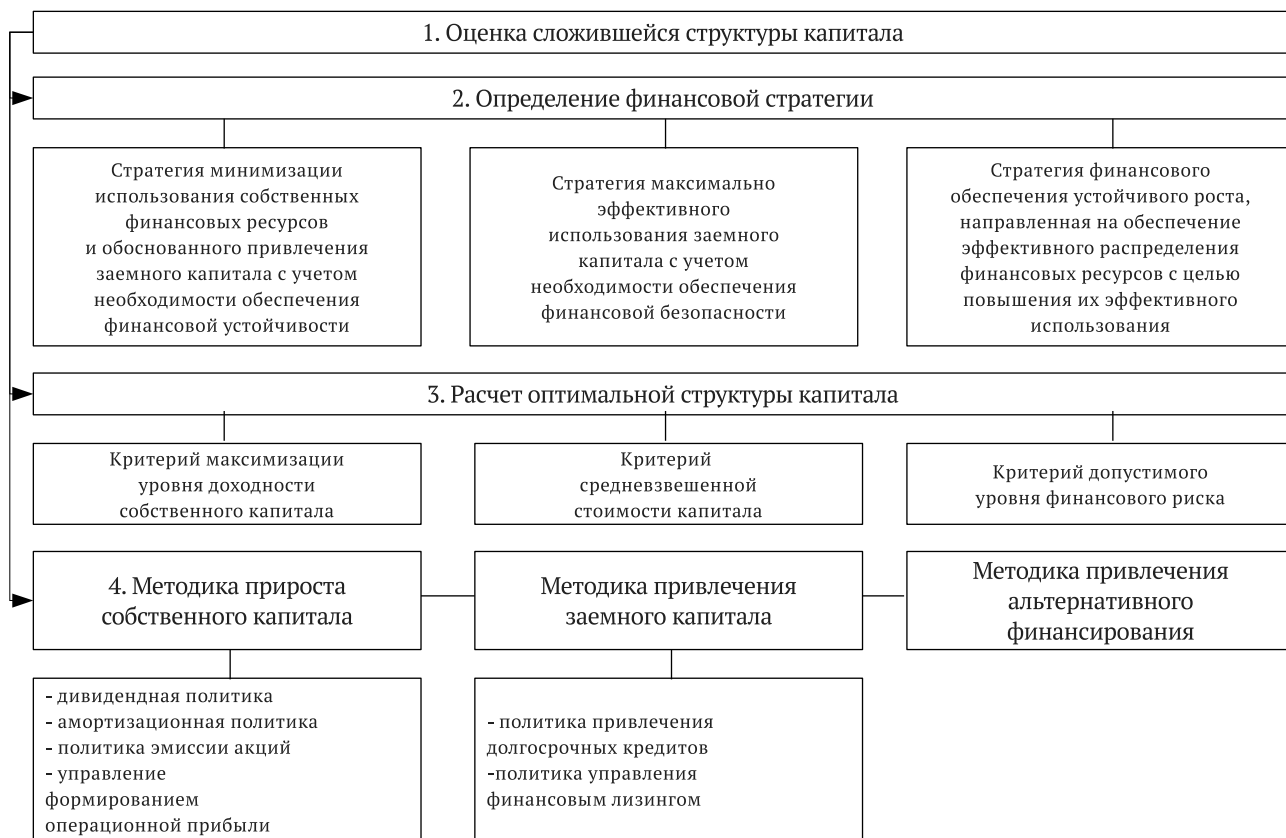 1. Оценка сложившейся структуры капитала
2. Определение финансовой стратегии
Стратегия минимизации
использования собственных
финансовых ресурсов
и обоснованного привлечения
заемного капитала с учетом
необходимости обеспечения
финансовой устойчивости
Стратегия максимально
эффективного
использования заемного
капитала с учетом
необходимости обеспечения
финансовой безопасности
Стратегия финансового
обеспечения устойчивого роста,
направленная на обеспечение
эффективного распределения
финансовых ресурсов с целью
повышения их эффективного
использования
3. Расчет оптимальной структуры капитала
Критерий максимизации
уровня доходности
собственного капитала
Критерий
средневзвешенной
стоимости капитала
Критерий допустимого
уровня финансового риска
4. Методика прироста
собственного капитала
Методика привлечения
заемного капитала
Методика привлечения
альтернативного
финансирования
- дивидендная политика
- амортизационная политика
- политика эмиссии акций
- управление
формированием
операционной прибыли
- политика привлечения
долгосрочных кредитов
-политика управления
финансовым лизингом